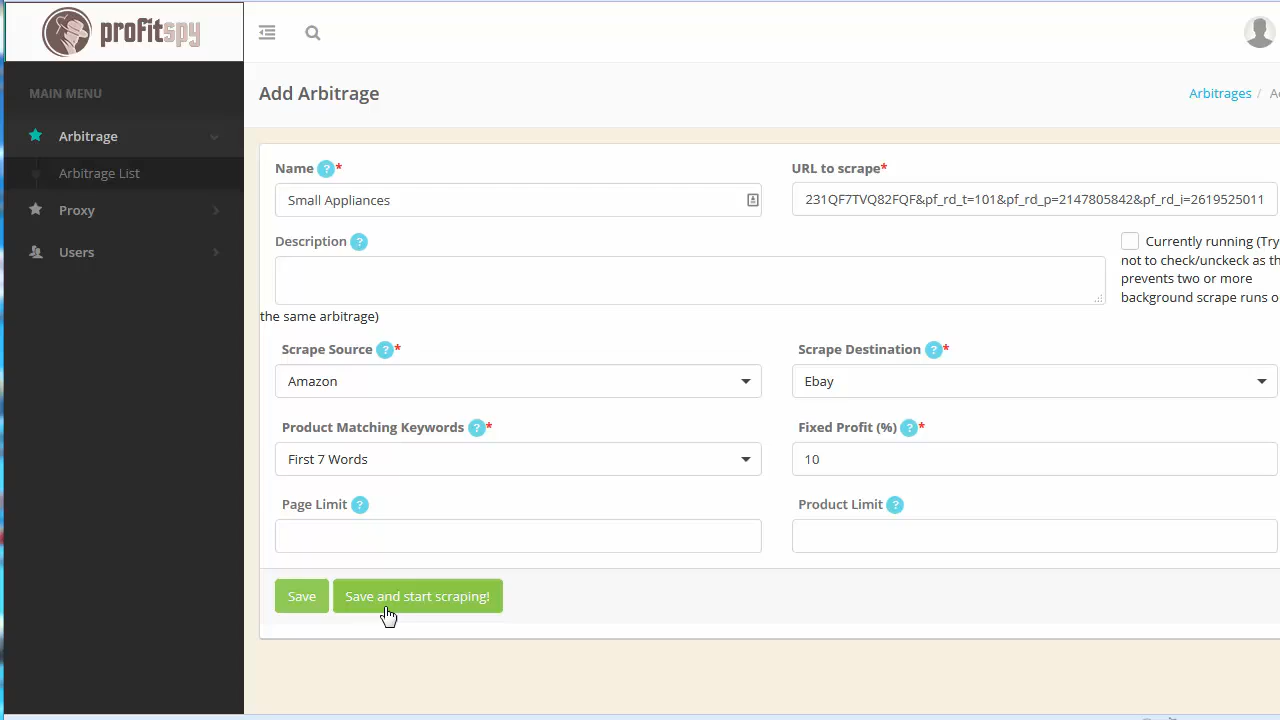 profitspy
MAIN MENU
Arbitrage
Arbitrage List
Proxy
Users
Add Arbitrage
Arbitrages /
Name ?*
Small Appliances
URL to scrape*
231QF7TVQ82FQF&pf_rd_t=101&pf_rd_p=2147805842&pf_rd_i=2619525011
Description ?
Currently running (Try
not to check/unckeck as th
prevents two or more
background scrape runs o
the same arbitrage)
Scrape Source ?*
Amazon
Scrape Destination ?*
Ebay
Product Matching Keywords ?*
First 7 Words
Fixed Profit (%) ?*
10
Page Limit ?
Product Limit ?
Save
Save and start scraping!